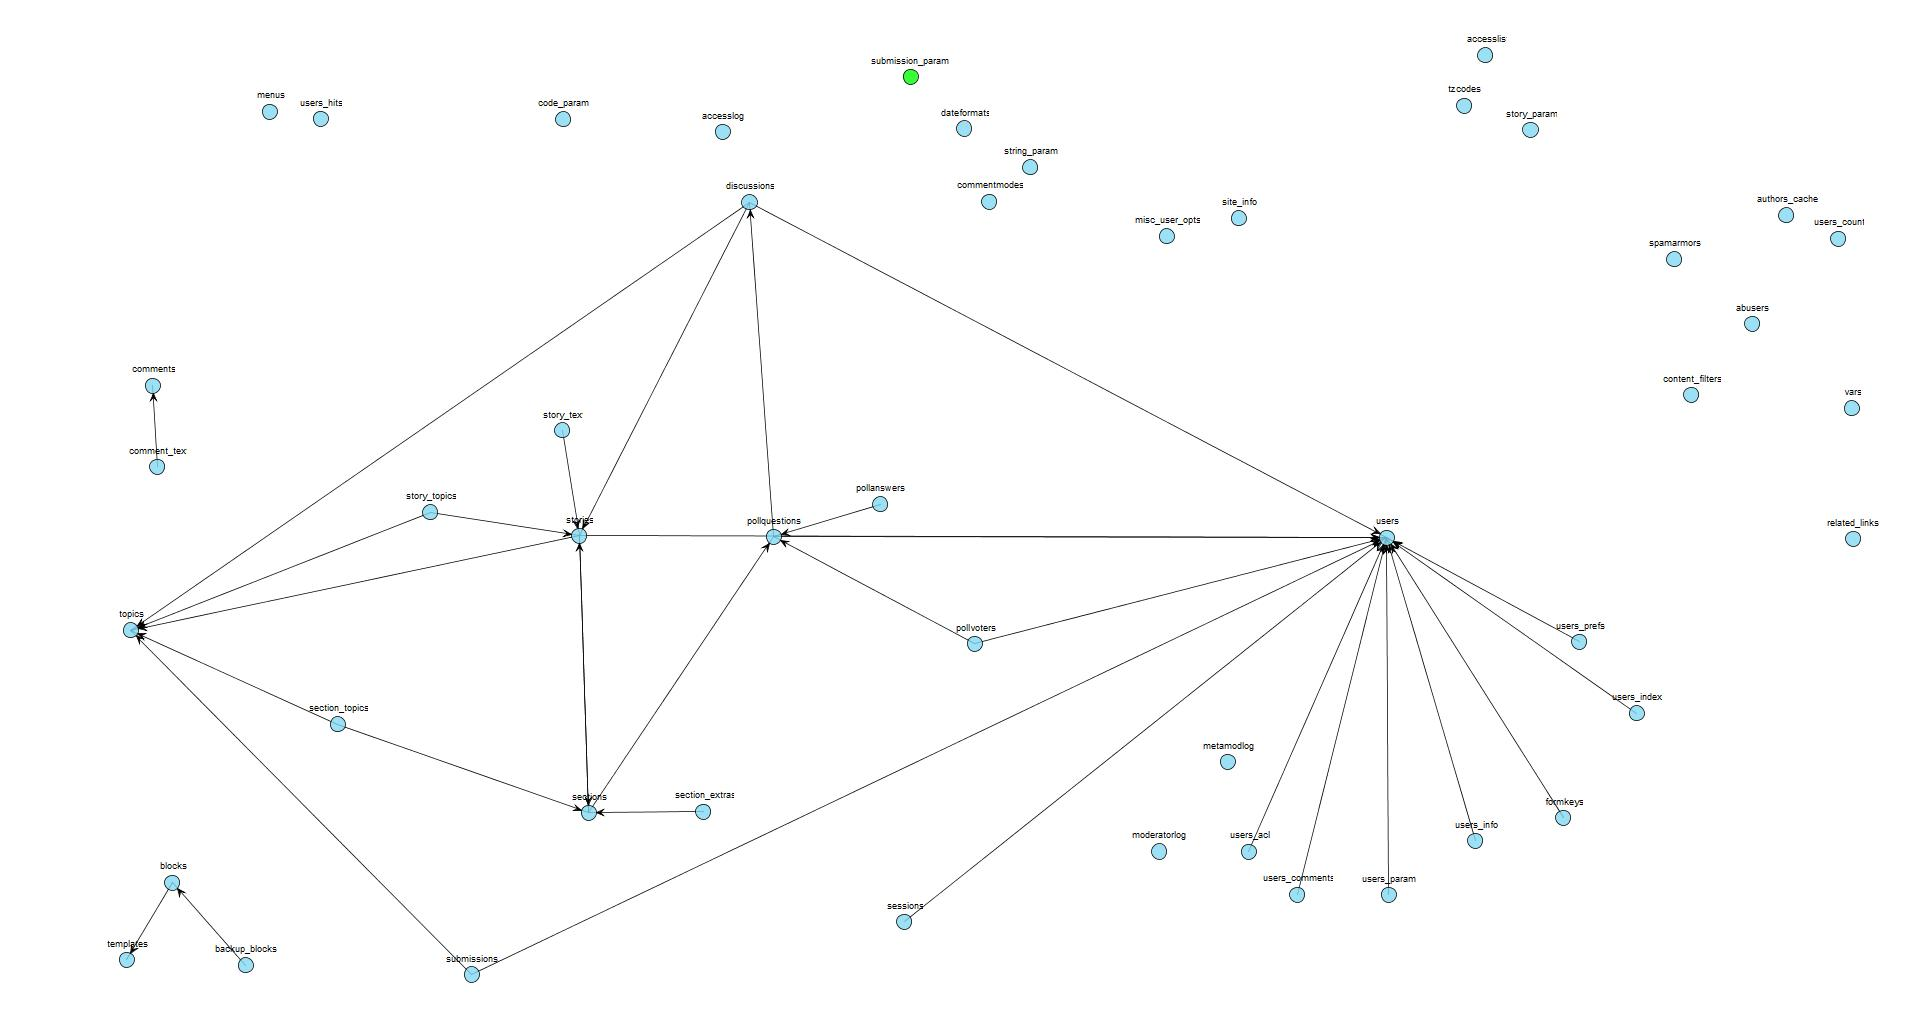 accesslis
submission_param
tzcodes
menus
users_hits
code_param
accesslog
dateformats
story_param
string_param
discussions
commentmodes
authors_cache
site_info
misc_user_opts
users_count
spamarmors
abusers
comments
content_filters
vars
story_tex
comment_tex
story_topics
pollanswers
stories
pollquestions
users
related_links
topics
pollvoters
users_prefs
users_index
section_topics
metamodlog
sections
section_extras
formkeys
users_info
moderatorlog
users_acl
blocks
users_comments
users_param
sessions
templates
backup_blocks
submissions